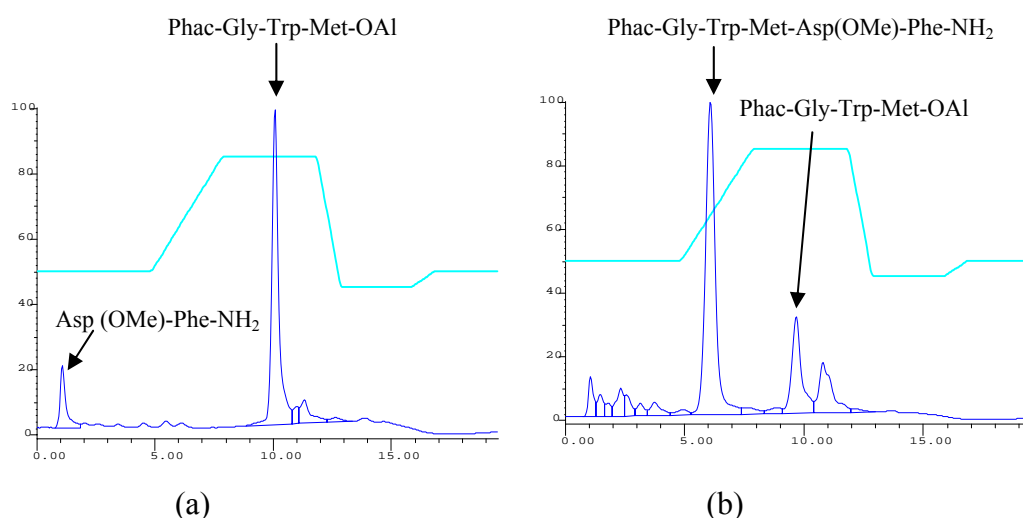 Phac-Gly-Trp-Met-OAl
100
80
60
40
20
0
Asp (OMe)-Phe-NH₂
0.00 5.00 10.00 15.00
(a)
Phac-Gly-Trp-Met-Asp(OMe)-Phe-NH₂
Phac-Gly-Trp-Met-OAl
100
80
60
40
20
0
0.00 5.00 10.00 15.00
(b)